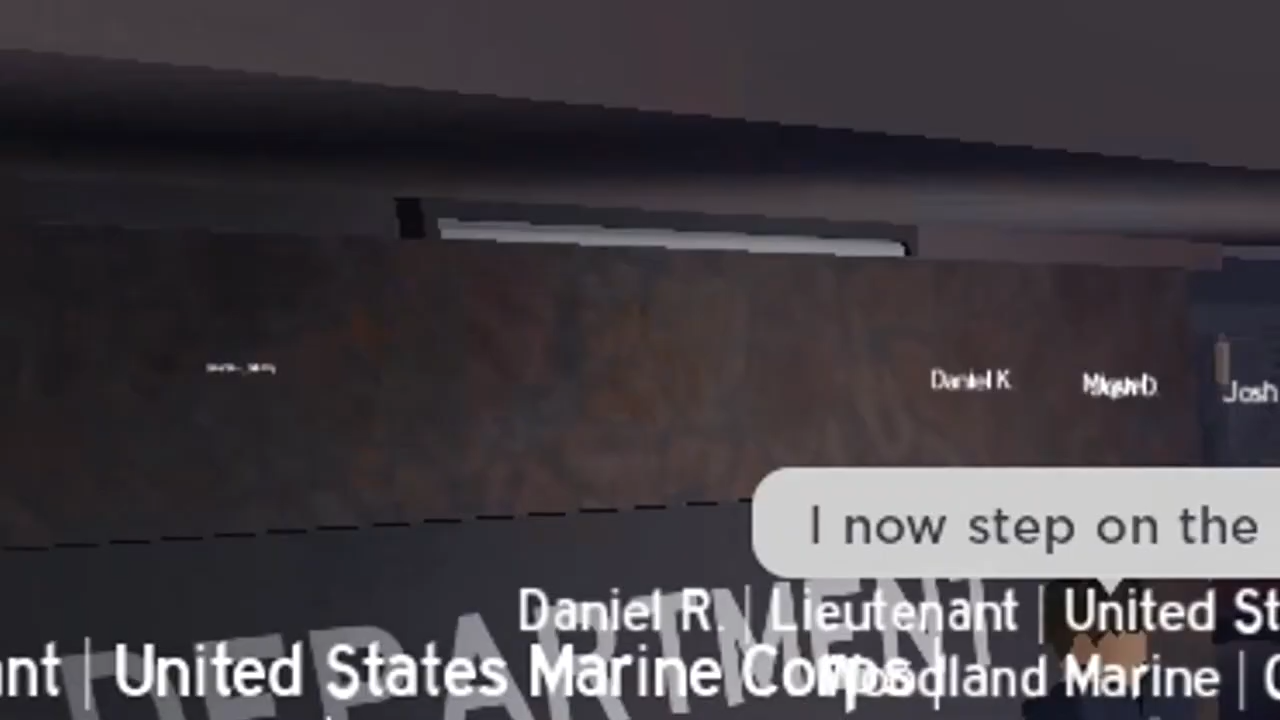 Daniel K
Josh
I now step on the
DEPARTMENT
Daniel R. | Lieutenant | United St
nt | United States Marine Corps
Woodland Marine | C